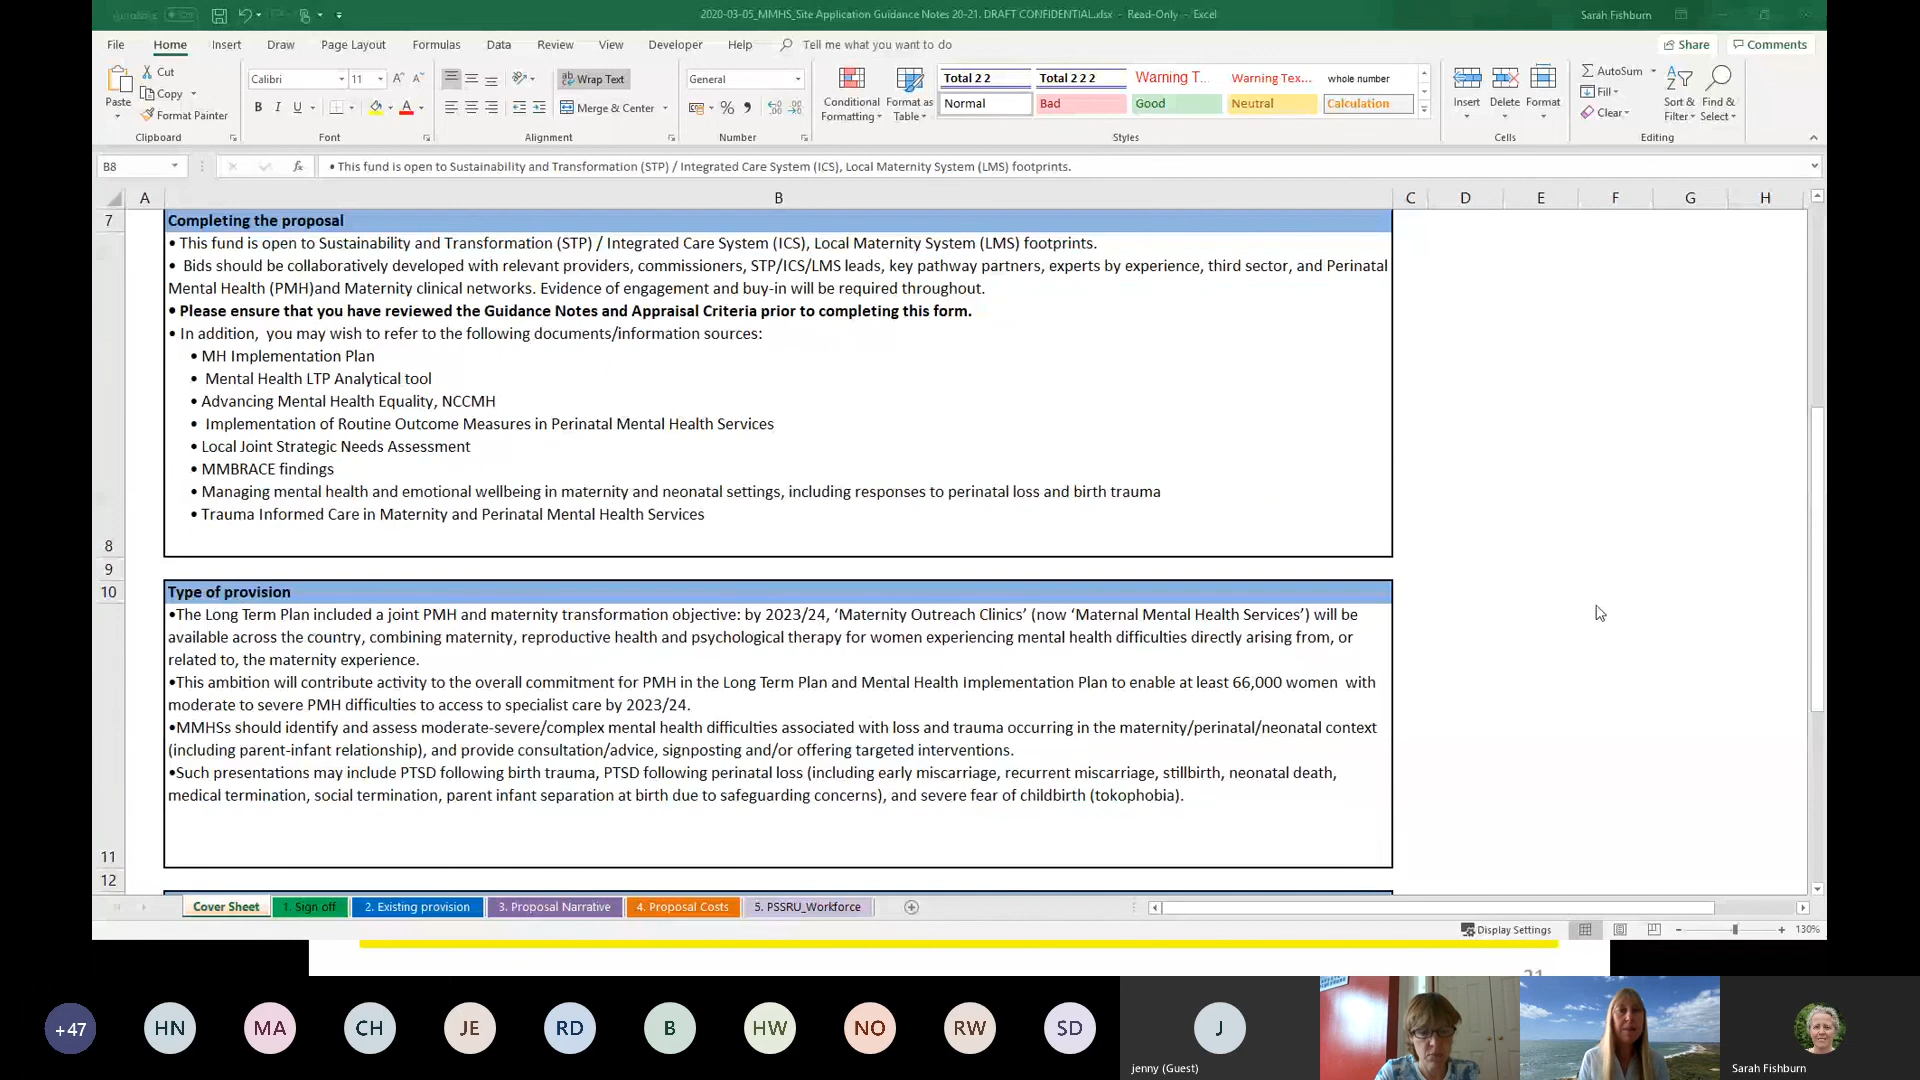 2020-03-05_MMHS_Site Application Guidance Notes 20-21. DRAFT CONFIDENTIAL.xlsx - Read-Only - Excel
Sarah Fishburn
File Home Insert Draw Page Layout Formulas Data Review View Developer Help Tell me what you want to do Share Comments
Paste Cut Copy Format Painter Clipboard
Calibri 11 B I U Font
Wrap Text Merge & Center Alignment
General Number
Conditional Formatting Format as Table
Total 2 2 Total 2 2 2 Warning T... Warning Tex... whole number
Normal Bad Good Neutral Calculation
Styles
Insert Delete Format Cells
AutoSum Fill Clear Sort & Filter Find & Select Editing
B8 fx • This fund is open to Sustainability and Transformation (STP) / Integrated Care System (ICS), Local Maternity System (LMS) footprints.
A B C D E F G H
7 Completing the proposal
• This fund is open to Sustainability and Transformation (STP) / Integrated Care System (ICS), Local Maternity System (LMS) footprints.
• Bids should be collaboratively developed with relevant providers, commissioners, STP/ICS/LMS leads, key pathway partners, experts by experience, third sector, and Perinatal
Mental Health (PMH)and Maternity clinical networks. Evidence of engagement and buy-in will be required throughout.
• Please ensure that you have reviewed the Guidance Notes and Appraisal Criteria prior to completing this form.
• In addition, you may wish to refer to the following documents/information sources:
• MH Implementation Plan
• Mental Health LTP Analytical tool
• Advancing Mental Health Equality, NCCMH
• Implementation of Routine Outcome Measures in Perinatal Mental Health Services
• Local Joint Strategic Needs Assessment
• MMBRACE findings
• Managing mental health and emotional wellbeing in maternity and neonatal settings, including responses to perinatal loss and birth trauma
• Trauma Informed Care in Maternity and Perinatal Mental Health Services
8
9
10 Type of provision
•The Long Term Plan included a joint PMH and maternity transformation objective: by 2023/24, ‘Maternity Outreach Clinics’ (now ‘Maternal Mental Health Services’) will be
available across the country, combining maternity, reproductive health and psychological therapy for women experiencing mental health difficulties directly arising from, or
related to, the maternity experience.
•This ambition will contribute activity to the overall commitment for PMH in the Long Term Plan and Mental Health Implementation Plan to enable at least 66,000 women with
moderate to severe PMH difficulties to access to specialist care by 2023/24.
•MMHSs should identify and assess moderate-severe/complex mental health difficulties associated with loss and trauma occurring in the maternity/perinatal/neonatal context
(including parent-infant relationship), and provide consultation/advice, signposting and/or offering targeted interventions.
•Such presentations may include PTSD following birth trauma, PTSD following perinatal loss (including early miscarriage, recurrent miscarriage, stillbirth, neonatal death,
medical termination, social termination, parent infant separation at birth due to safeguarding concerns), and severe fear of childbirth (tokophobia).
11
12
Cover Sheet 1. Sign off 2. Existing provision 3. Proposal Narrative 4. Proposal Costs 5. PSSRU_Workforce
Display Settings 130%
+47 HN MA CH JE RD B HW NO RW SD J
jenny (Guest)
Sarah Fishburn